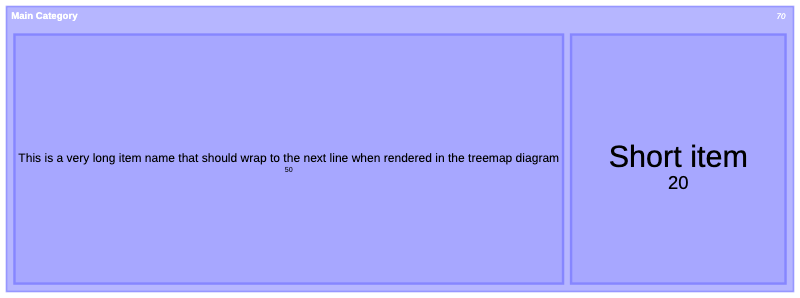 Main Category
70
This is a very long item name that should wrap to the next line when rendered in the treemap diagram
50
Short item
20